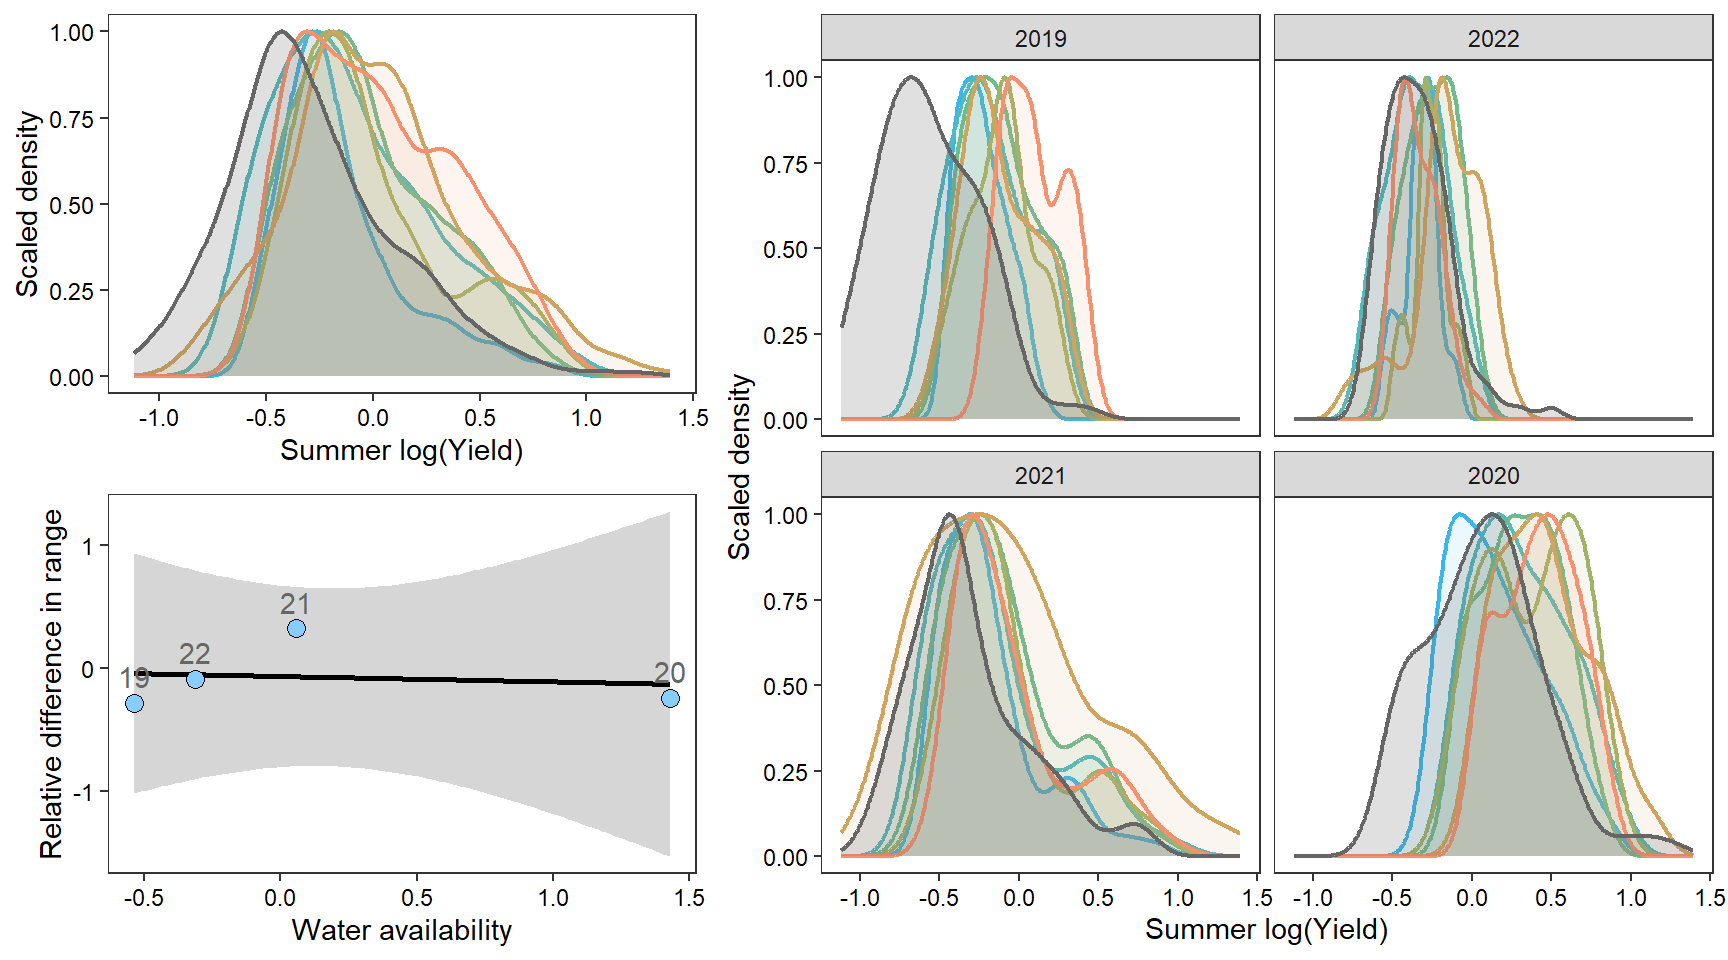 1.00
0.75
0.50
0.25
0.00
Scaled density
-1.0 -0.5 0.0 0.5 1.0 1.5
Summer log(Yield)
1
0
-1
Relative difference in range
19
22
21
20
-0.5 0.0 0.5 1.0 1.5
Water availability
Scaled density
2019
2022
1.00
0.75
0.50
0.25
0.00
2021
2020
1.00
0.75
0.50
0.25
0.00
-1.0 -0.5 0.0 0.5 1.0 1.5
-1.0 -0.5 0.0 0.5 1.0 1.5
Summer log(Yield)